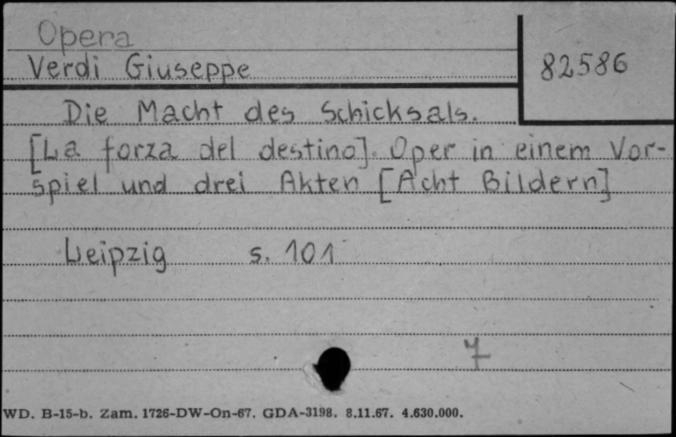 Opera
Verdi Giuseppe
82586
Die Macht des Schicksals.
[La forza del destino]. Oper in einem Vor-
spiel und drei Akten [Acht Bildern]
Leipzig s. 101
7
WD. B-15-b. Zam. 1726-DW-On-67. GDA-3198. 8.11.67. 4.630.000.